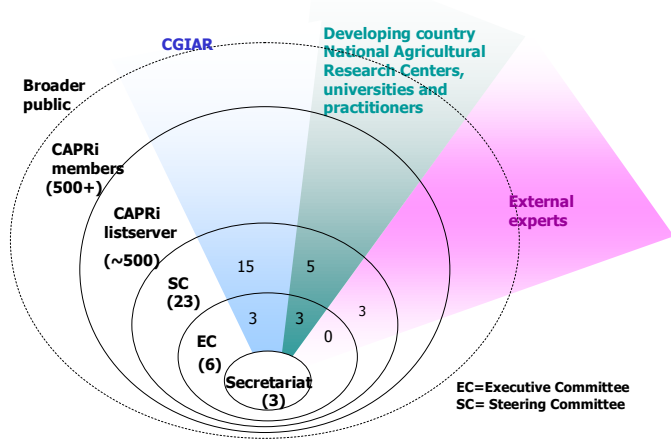 CGIAR
Developing country
National Agricultural
Research Centers,
universities and
practitioners
Broader
public
CAPRi
members
(500+)
CAPRi
listserver
(~500)
External
experts
SC
(23)
15
5
3
EC
(6)
3
3
0
Secretariat
(3)
EC=Executive Committee
SC= Steering Committee